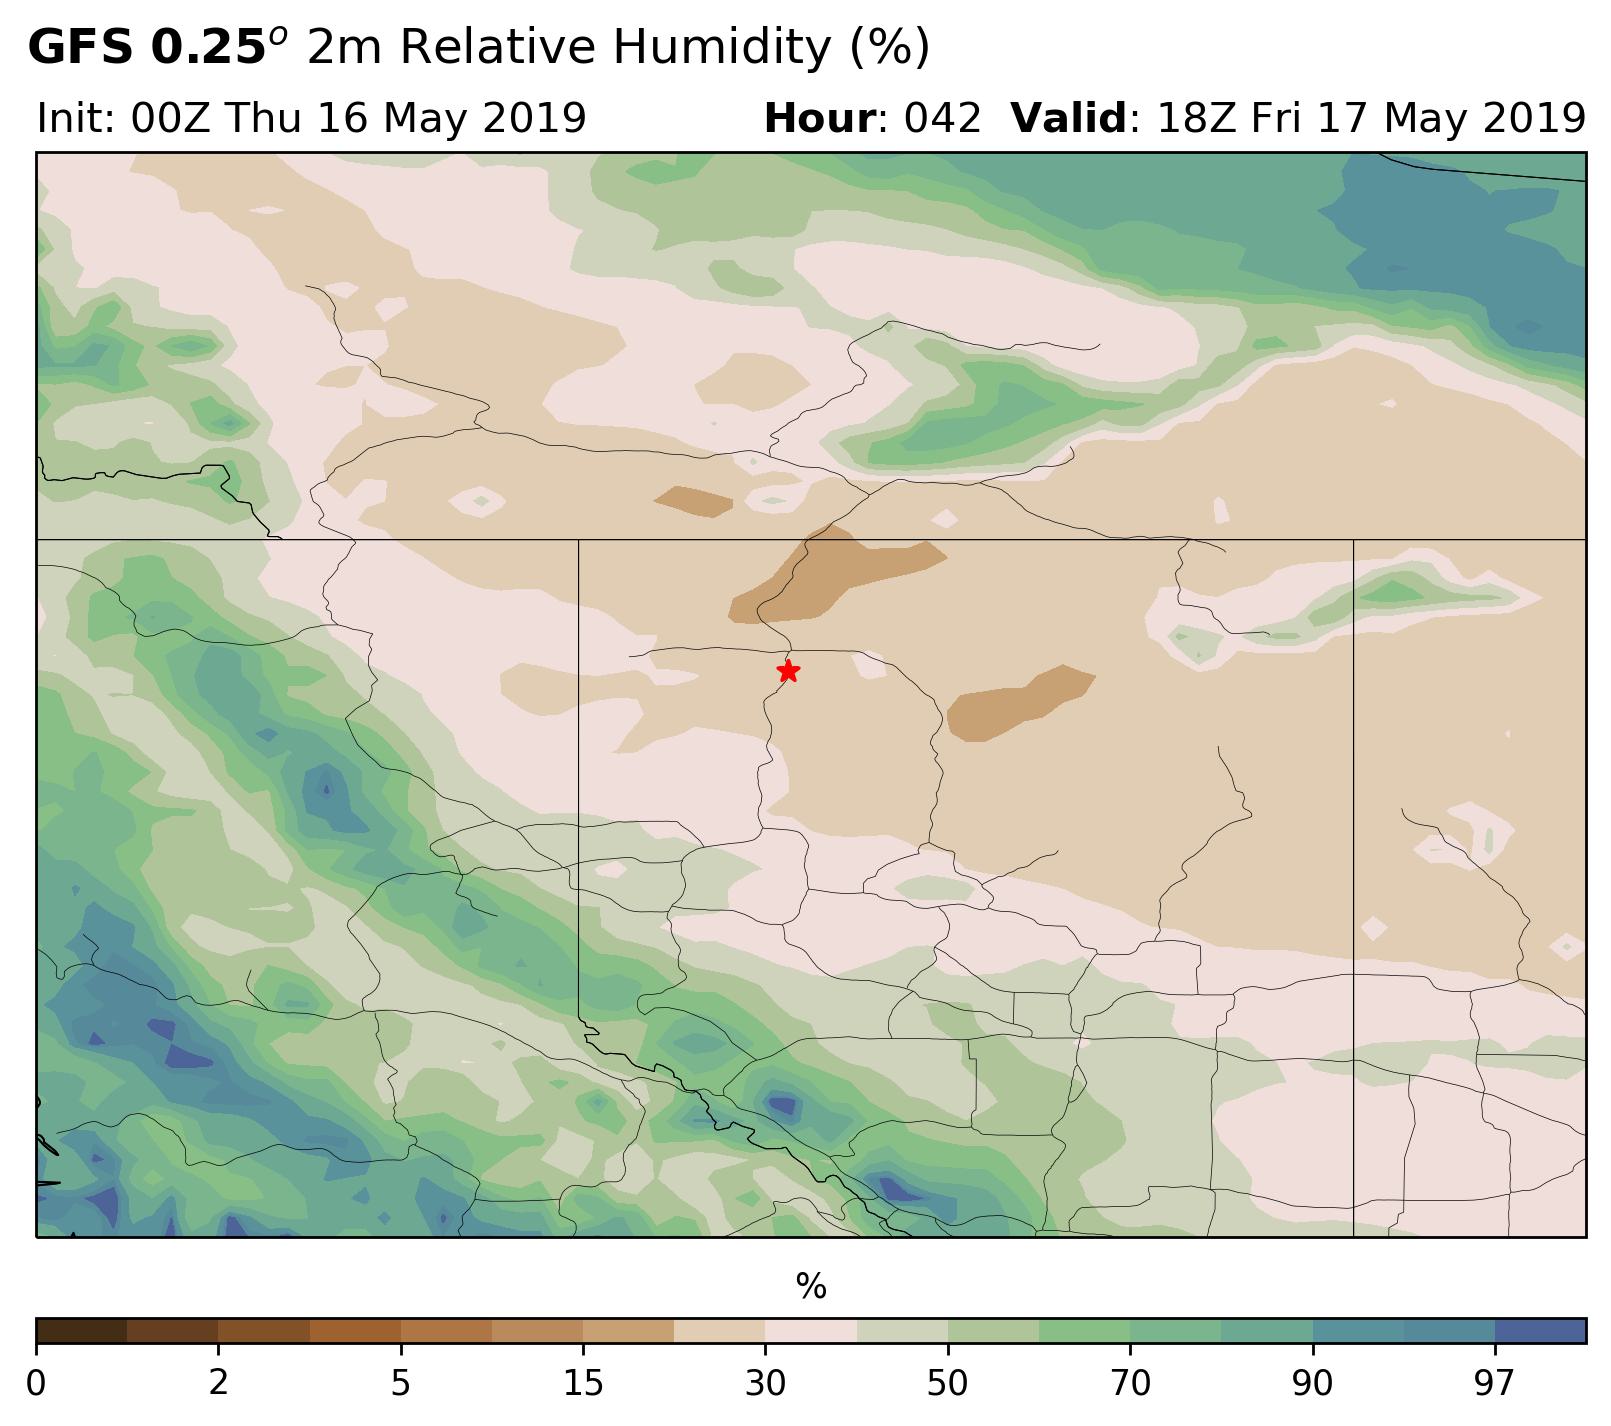 GFS 0.25o 2m Relative Humidity (%)
Init: 00Z Thu 16 May 2019 Hour: 042 Valid: 18Z Fri 17 May 2019
%
0 2 5 15 30 50 70 90 97